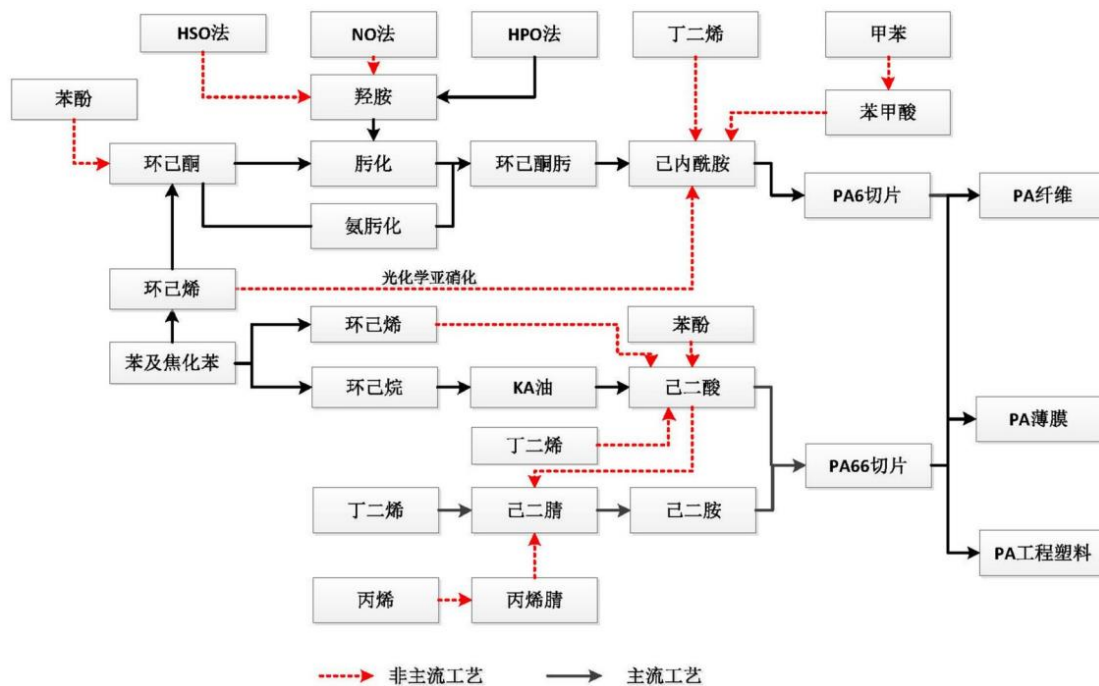 HSO法
NO法
HPO法
丁二烯
甲苯
苯酚
羟胺
苯甲酸
环己酮
肟化
环己酮肟
己内酰胺
PA6切片
PA纤维
氨肟化
光化学亚硝化
环己烯
环己烯
苯酚
苯及焦化苯
环己烷
KA油
己二酸
PA薄膜
丁二烯
PA66切片
丁二烯
己二腈
己二胺
PA工程塑料
丙烯
丙烯腈
非主流工艺
主流工艺